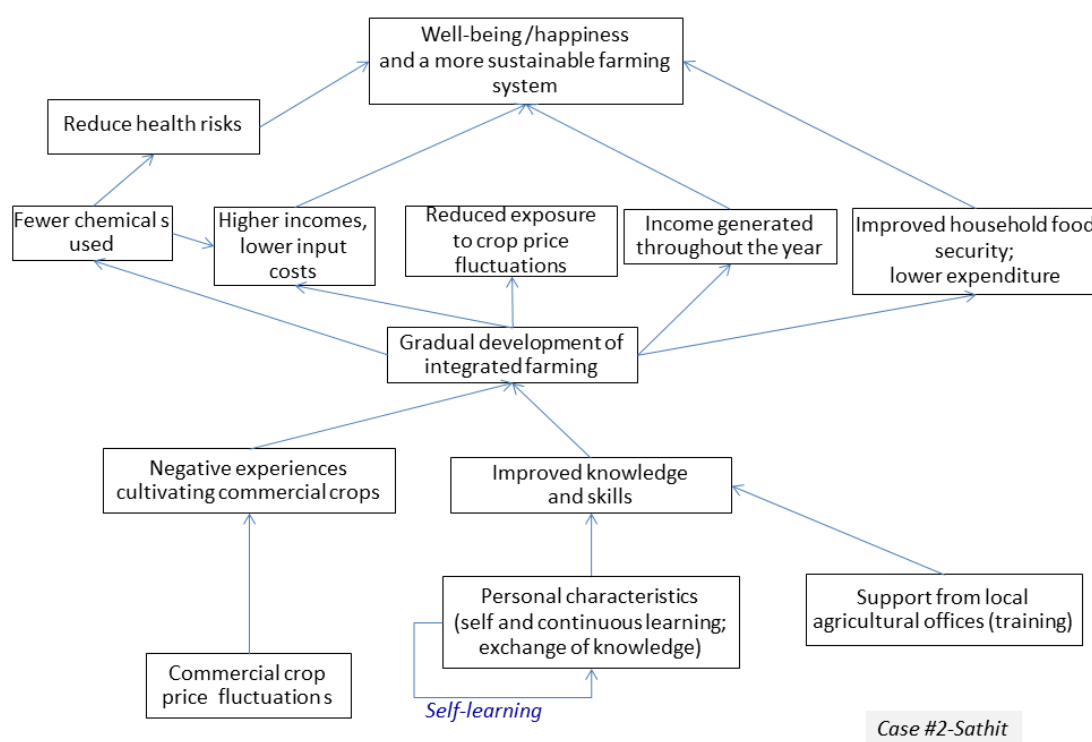 Well-being /happiness
and a more sustainable farming
system
Reduce health risks
Fewer chemical s
used
Higher incomes,
lower input
costs
Reduced exposure
to crop price
fluctuations
Income generated
throughout the year
Improved household food
security;
lower expenditure
Gradual development of
integrated farming
Negative experiences
cultivating commercial crops
Improved knowledge
and skills
Personal characteristics
(self and continuous learning;
exchange of knowledge)
Support from local
agricultural offices (training)
Commercial crop
price fluctuations
Self-learning
Case #2-Sathit